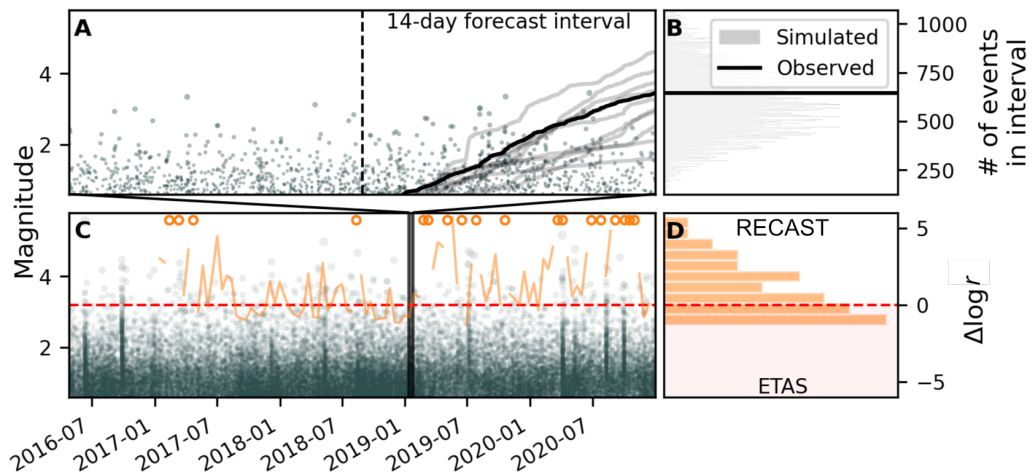 A
14-day forecast interval
B
Simulated
Observed
1000
750
500
250
# of events
in interval
4
2
Magnitude
C
D
RECAST
ETAS
5
0
−5
Δlogr
4
2
2016-07
2017-01
2017-07
2018-01
2018-07
2019-01
2019-07
2020-01
2020-07